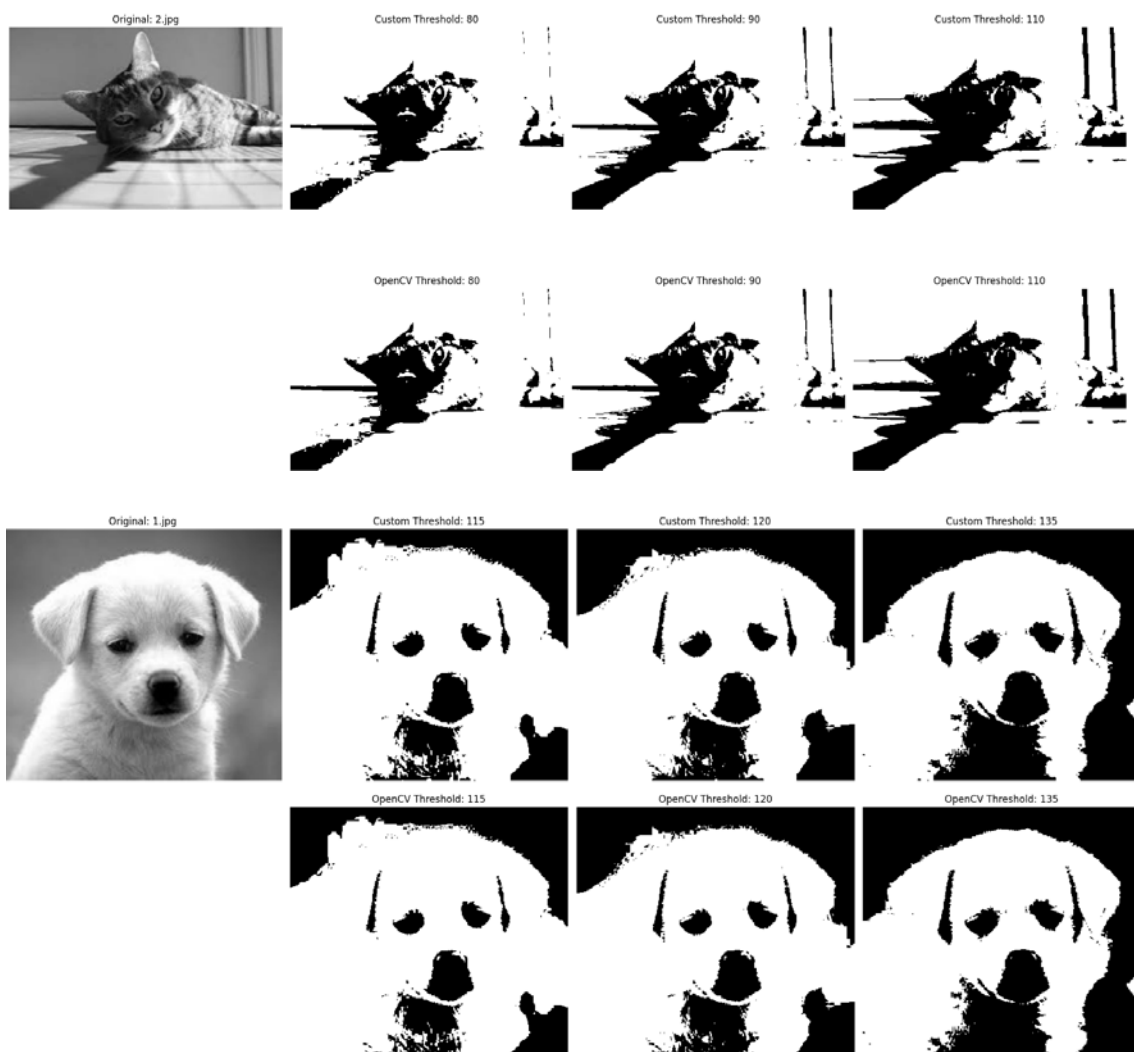 Original: 2.jpg
Custom Threshold: 80
Custom Threshold: 90
Custom Threshold: 110
OpenCV Threshold: 80
OpenCV Threshold: 90
OpenCV Threshold: 110
Original: 1.jpg
Custom Threshold: 115
Custom Threshold: 120
Custom Threshold: 135
OpenCV Threshold: 115
OpenCV Threshold: 120
OpenCV Threshold: 135